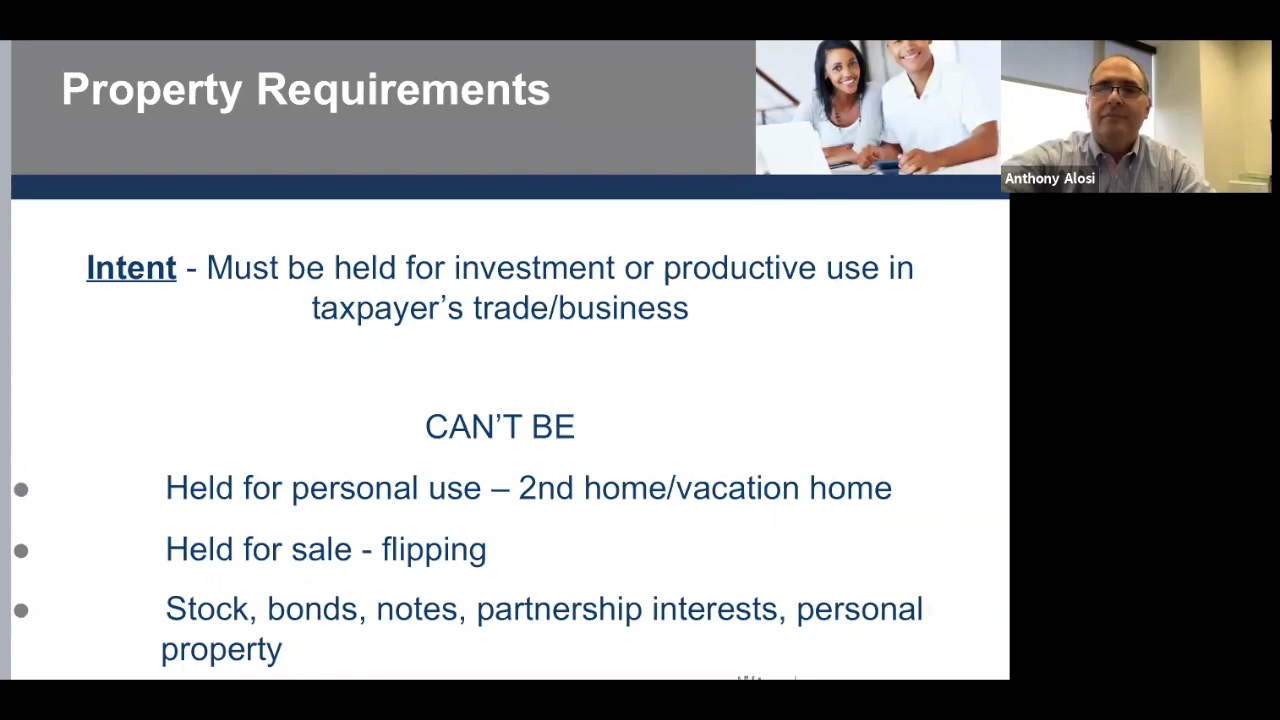 Property Requirements
Anthony Alosi
Intent - Must be held for investment or productive use in
taxpayer’s trade/business
CAN’T BE
Held for personal use – 2nd home/vacation home
Held for sale - flipping
Stock, bonds, notes, partnership interests, personal
property